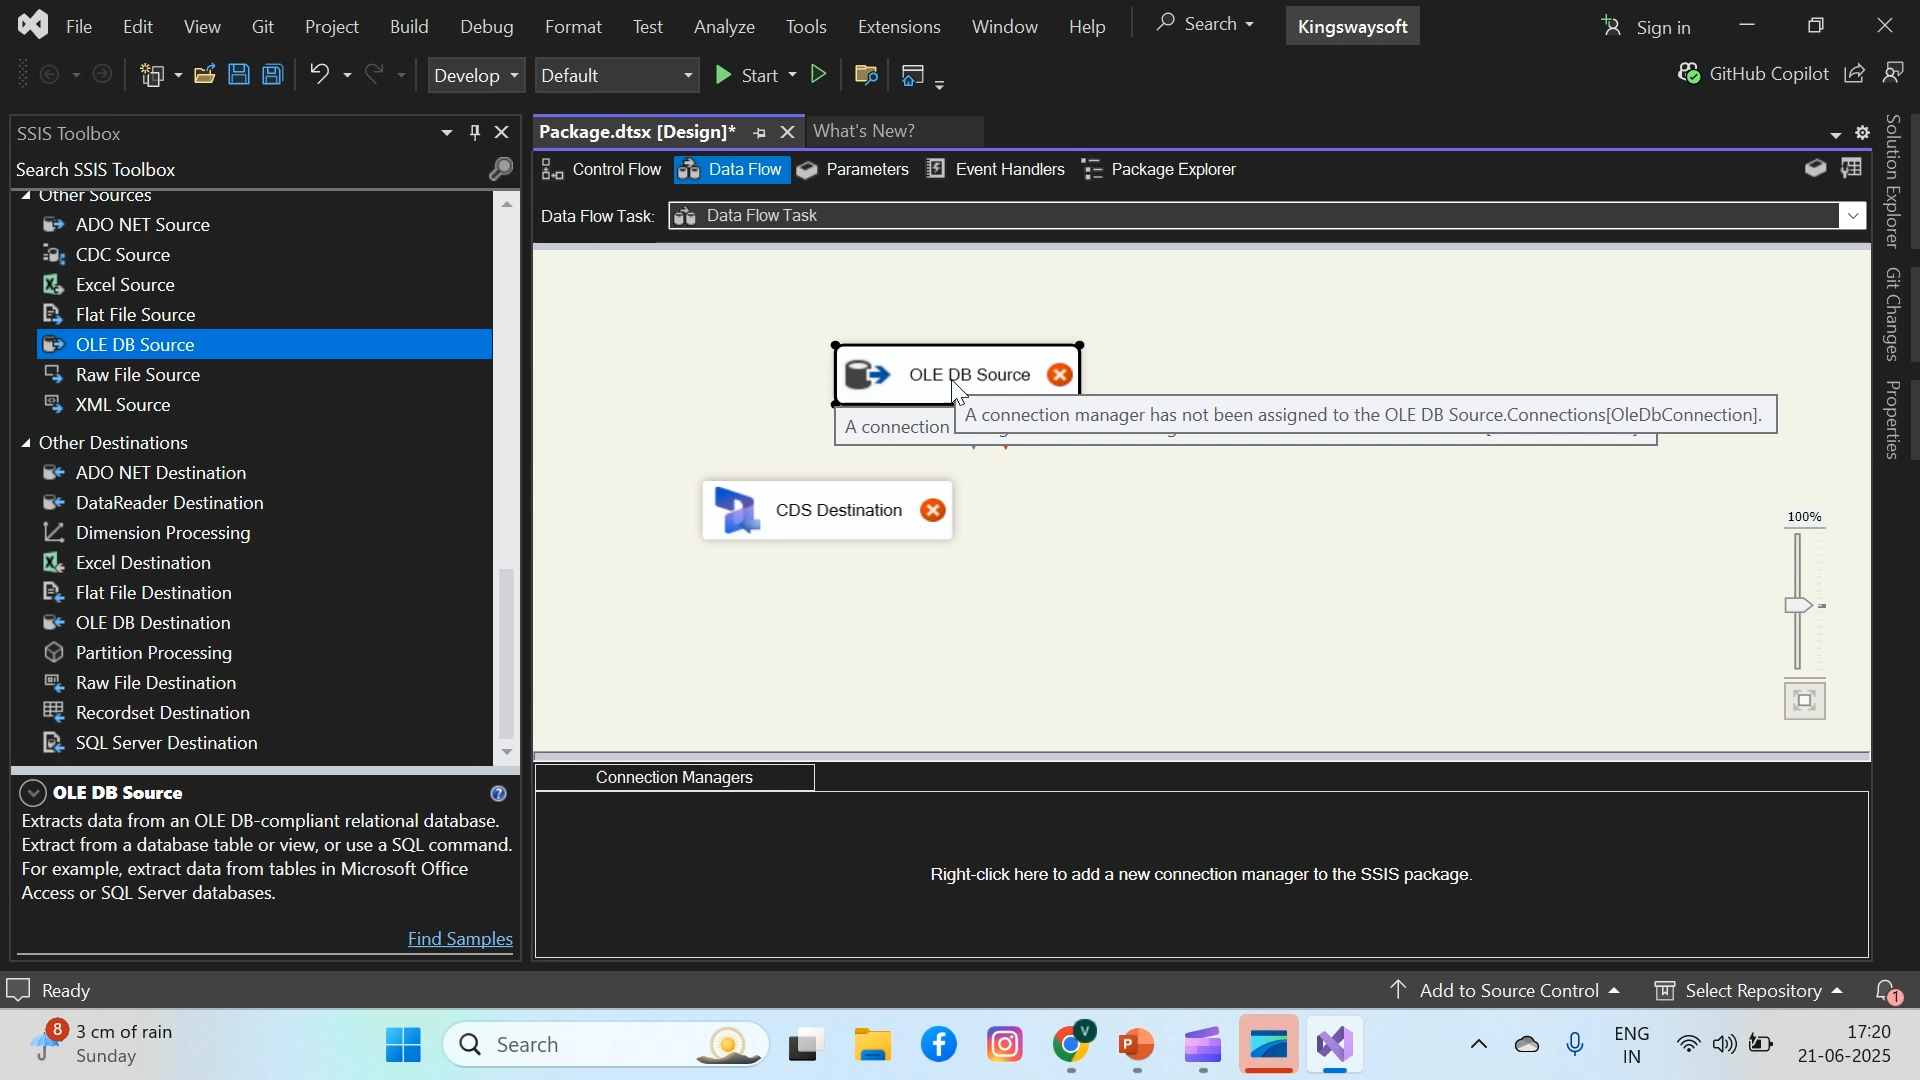 File Edit View Git Project Build Debug Format Test Analyze Tools Extensions Window Help Search Kingswaysoft Sign in
Develop Default Start GitHub Copilot
SSIS Toolbox
Search SSIS Toolbox
Other Sources
ADO NET Source
CDC Source
Excel Source
Flat File Source
OLE DB Source
Raw File Source
XML Source
Other Destinations
ADO NET Destination
DataReader Destination
Dimension Processing
Excel Destination
Flat File Destination
OLE DB Destination
Partition Processing
Raw File Destination
Recordset Destination
SQL Server Destination
OLE DB Source
Extracts data from an OLE DB-compliant relational database.
Extract from a database table or view, or use a SQL command.
For example, extract data from tables in Microsoft Office
Access or SQL Server databases.
Find Samples
Package.dtsx [Design]* What's New?
Control Flow Data Flow Parameters Event Handlers Package Explorer
Data Flow Task: Data Flow Task
OLE DB Source
A connection manager has not been assigned to the OLE DB Source.Connections[OleDbConnection].
A connection
CDS Destination
100%
Connection Managers
Right-click here to add a new connection manager to the SSIS package.
Solution Explorer
Git Changes
Properties
Ready Add to Source Control Select Repository 1
8 3 cm of rain
Sunday
Search
V
P
ENG
IN
17:20
21-06-2025